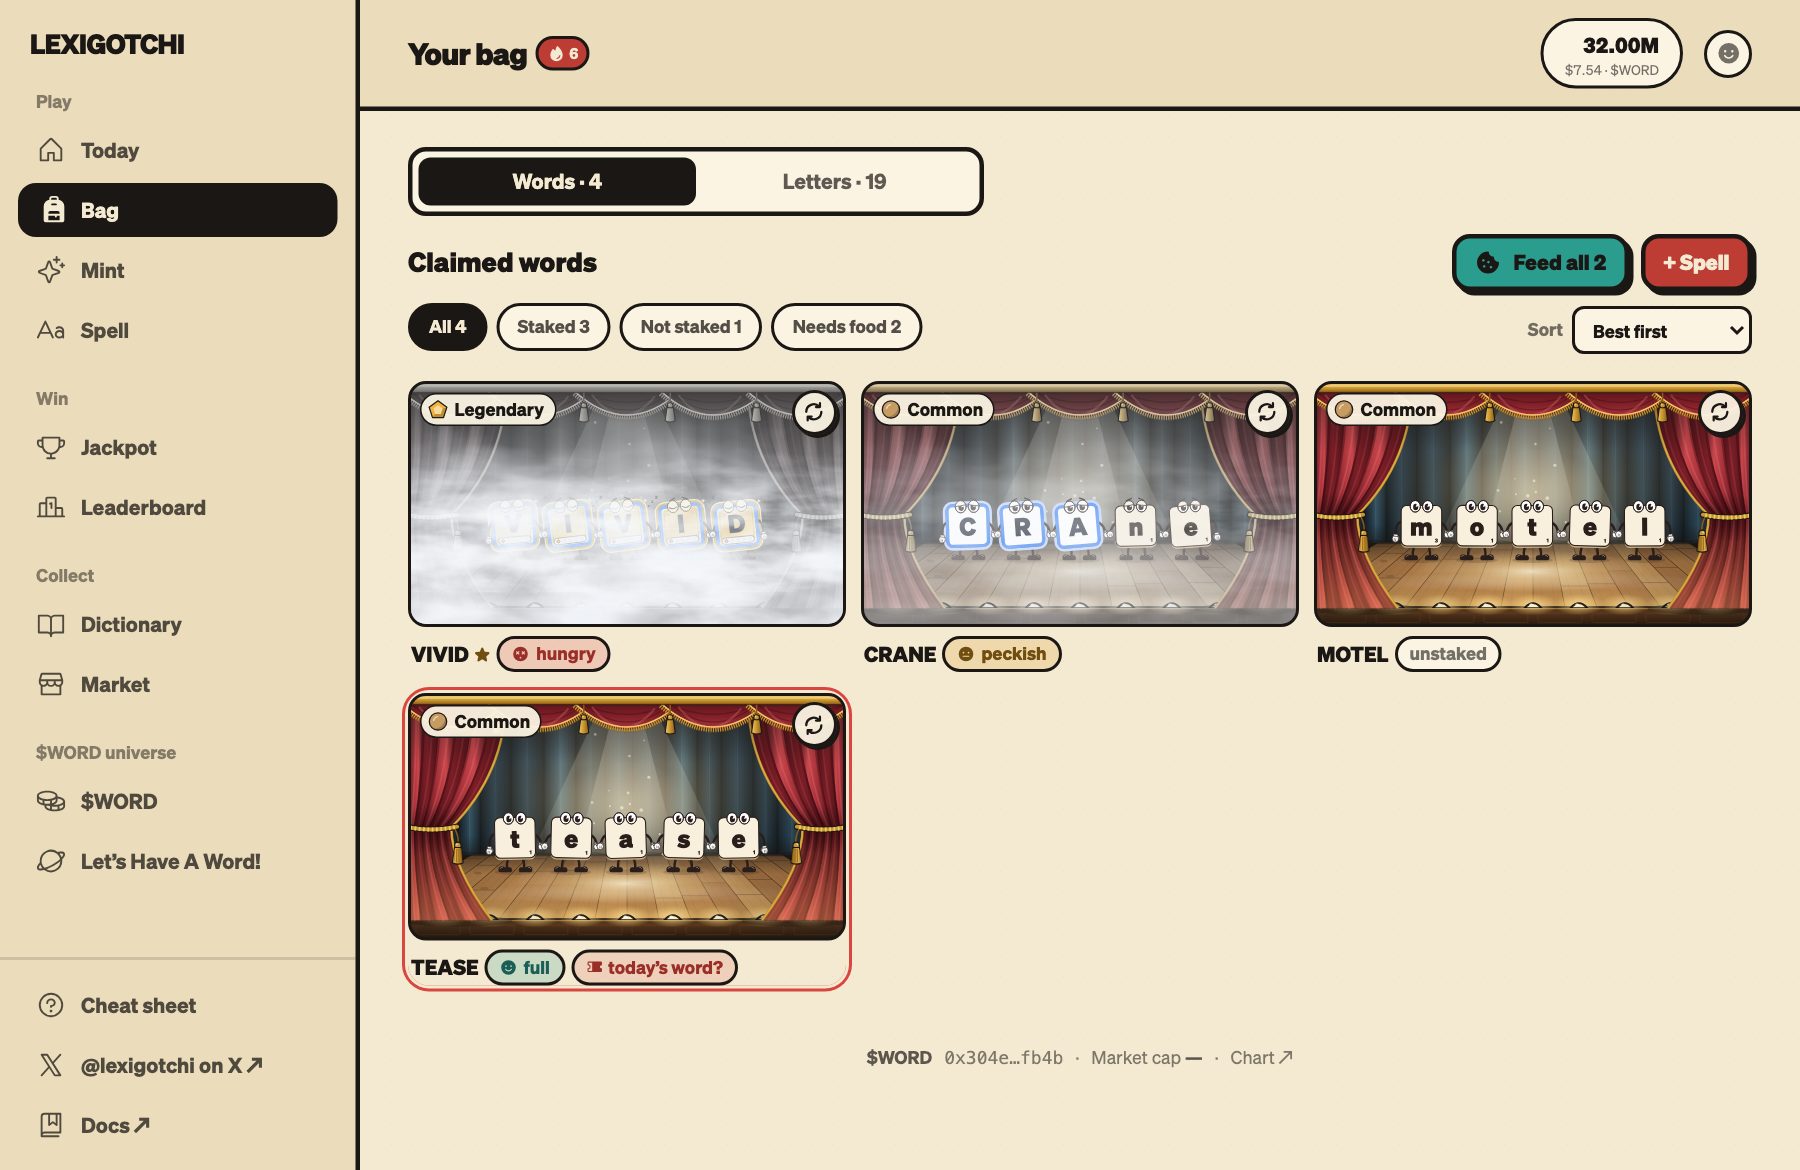 LEXIGOTCHI
Play
Today
Bag
Mint
Aa Spell
Win
Jackpot
Leaderboard
Collect
Dictionary
Market
$WORD universe
$WORD
Let's Have A Word!
Cheat sheet
@lexigotchi on X ↗
Docs ↗
Your bag 6
32.00M
$7.54 · $WORD
Words · 4
Letters · 19
Claimed words
Feed all 2
+ Spell
All 4
Staked 3
Not staked 1
Needs food 2
Sort
Best first
Legendary
V I V I D
VIVID ★ hungry
Common
C R A n e
CRANE peckish
Common
m o t e l
MOTEL unstaked
Common
t e a s e
TEASE full today's word?
$WORD 0x304e…fb4b · Market cap — · Chart ↗